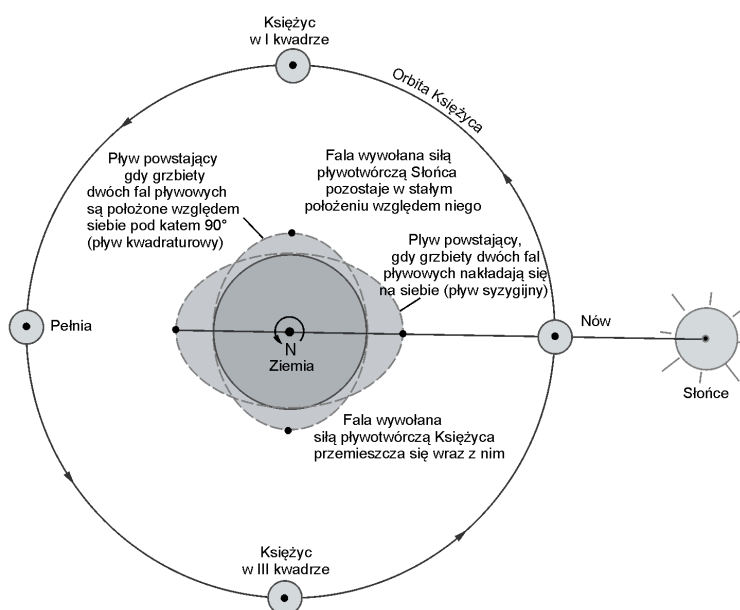 Księżyc
w I kwadrze
Orbita Księżyca
Pływ powstający
gdy grzbiety
dwóch fal pływowych
są położone względem
siebie pod katem 90°
(pływ kwadraturowy)
Fala wywołana siłą
pływotwórczą Słońca
pozostaje w stałym
położeniu względem niego
Pływ powstający,
gdy grzbiety dwóch fal
pływowych nakładają się
na siebie (pływ syzygijny)
Pełnia
N
Ziemia
Nów
Słońce
Fala wywołana
siłą pływotwórczą Księżyca
przemieszcza się wraz z nim
Księżyc
w III kwadrze